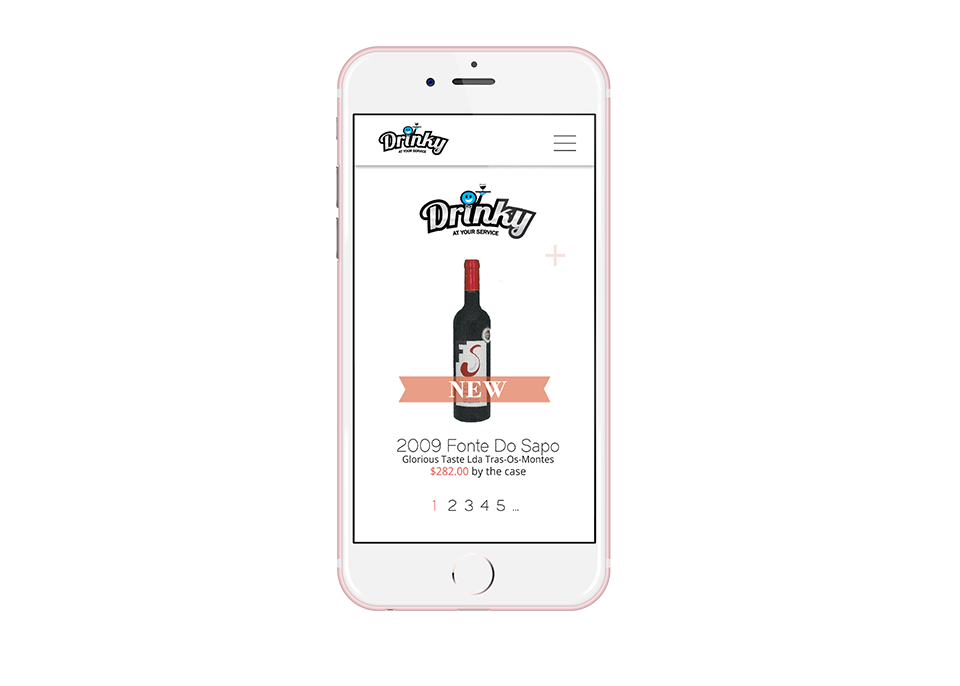 Drinky
AT YOUR SERVICE
Drinky
AT YOUR SERVICE
S
NEW
2009 Fonte Do Sapo
Glorious Taste Lda Tras-Os-Montes
$282.00 by the case
1 2 3 4 5 ...